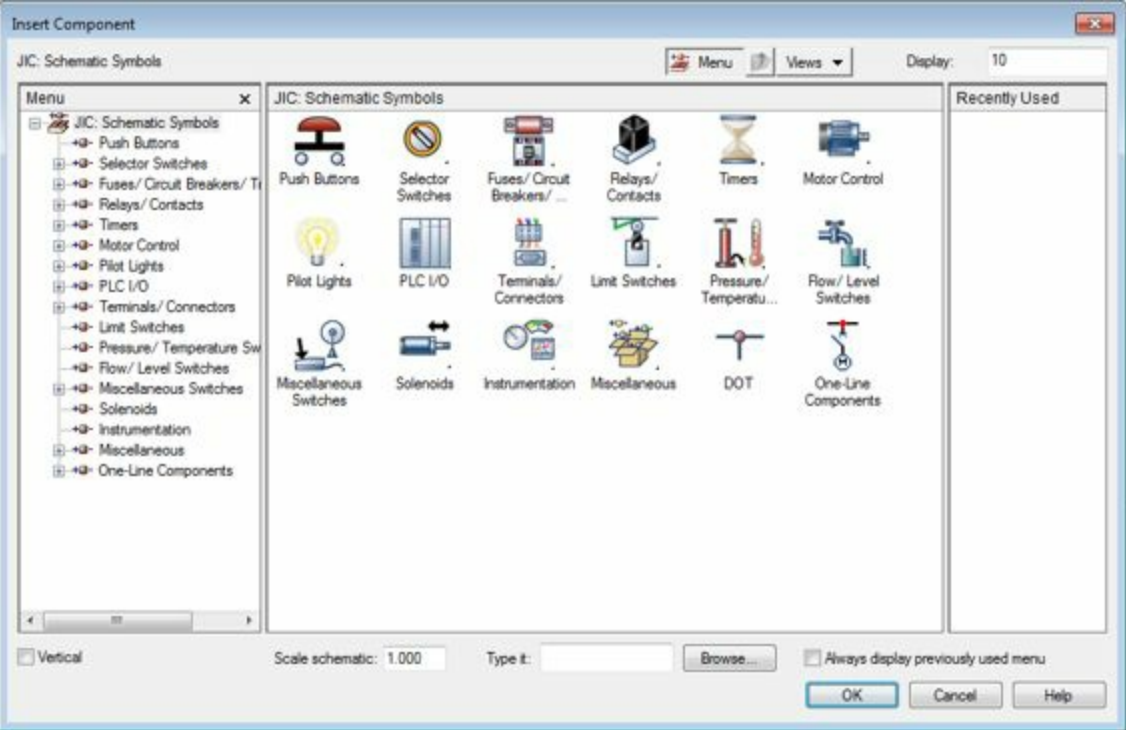 Insert Component
JIC: Schematic Symbols
Menu
Views
Display:
10
Menu
x
JIC: Schematic Symbols
Push Buttons
Selector Switches
Fuses/ Circuit Breakers/ Tr
Relays/ Contacts
Timers
Motor Control
Pilot Lights
PLC I/O
Terminals/ Connectors
Limit Switches
Pressure/ Temperature Sw
Flow/ Level Switches
Miscellaneous Switches
Solenoids
Instrumentation
Miscellaneous
One-Line Components
JIC: Schematic Symbols
Push Buttons
Selector
Switches
Fuses/ Circuit
Breakers/ ...
Relays/
Contacts
Timers
Motor Control
Pilot Lights
PLC I/O
Terminals/
Connectors
Limit Switches
Pressure/
Temperatu...
Flow/ Level
Switches
Miscellaneous
Switches
Solenoids
Instrumentation
Miscellaneous
DOT
One-Line
Components
Recently Used
Vertical
Scale schematic: 1.000
Type it:
Browse...
Always display previously used menu
OK
Cancel
Help